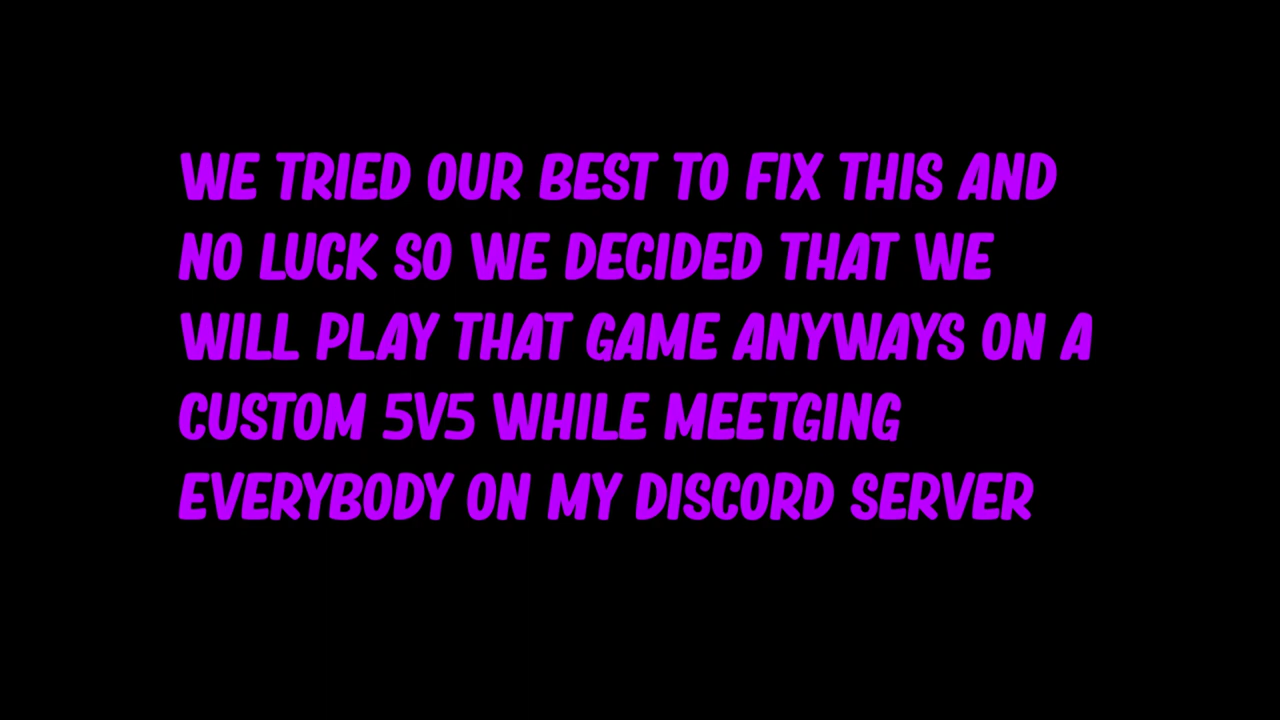 WE TRIED OUR BEST TO FIX THIS AND
NO LUCK SO WE DECIDED THAT WE
WILL PLAY THAT GAME ANYWAYS ON A
CUSTOM 5V5 WHILE MEETGING
EVERYBODY ON MY DISCORD SERVER